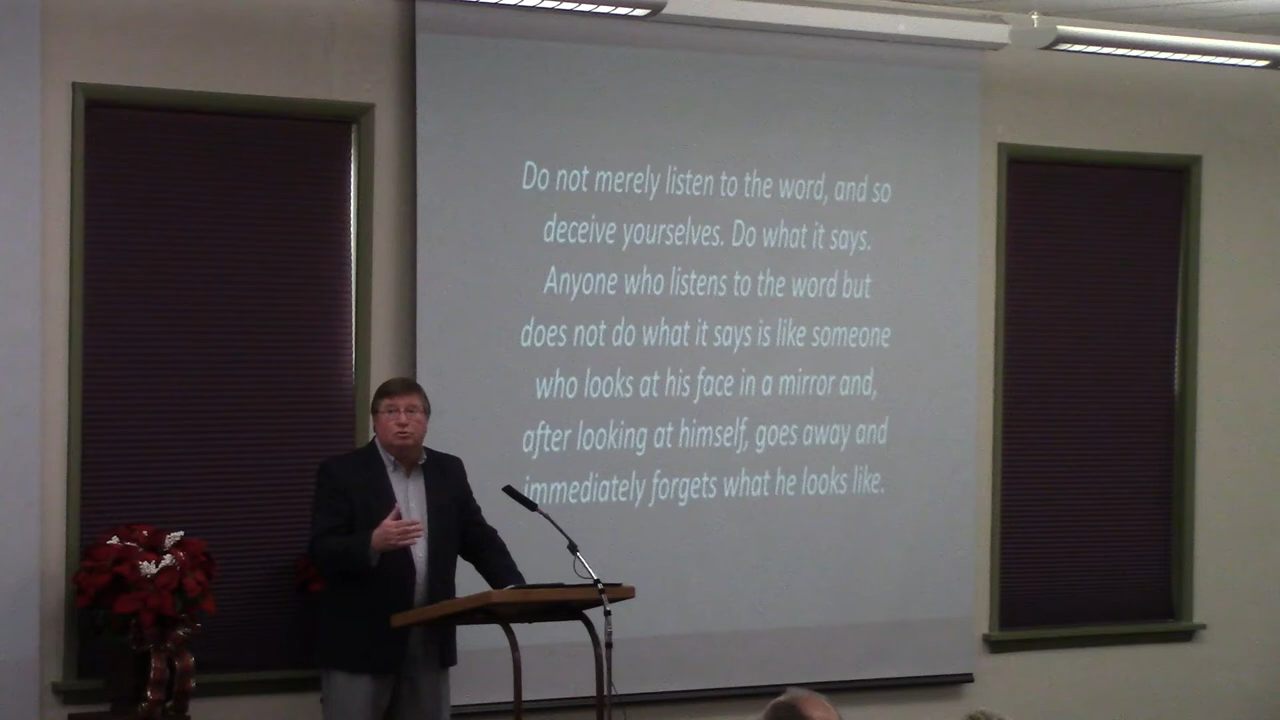 Do not merely listen to the word, and so
deceive yourselves. Do what it says.
Anyone who listens to the word but
does not do what it says is like someone
who looks at his face in a mirror and,
after looking at himself, goes away and
immediately forgets what he looks like.